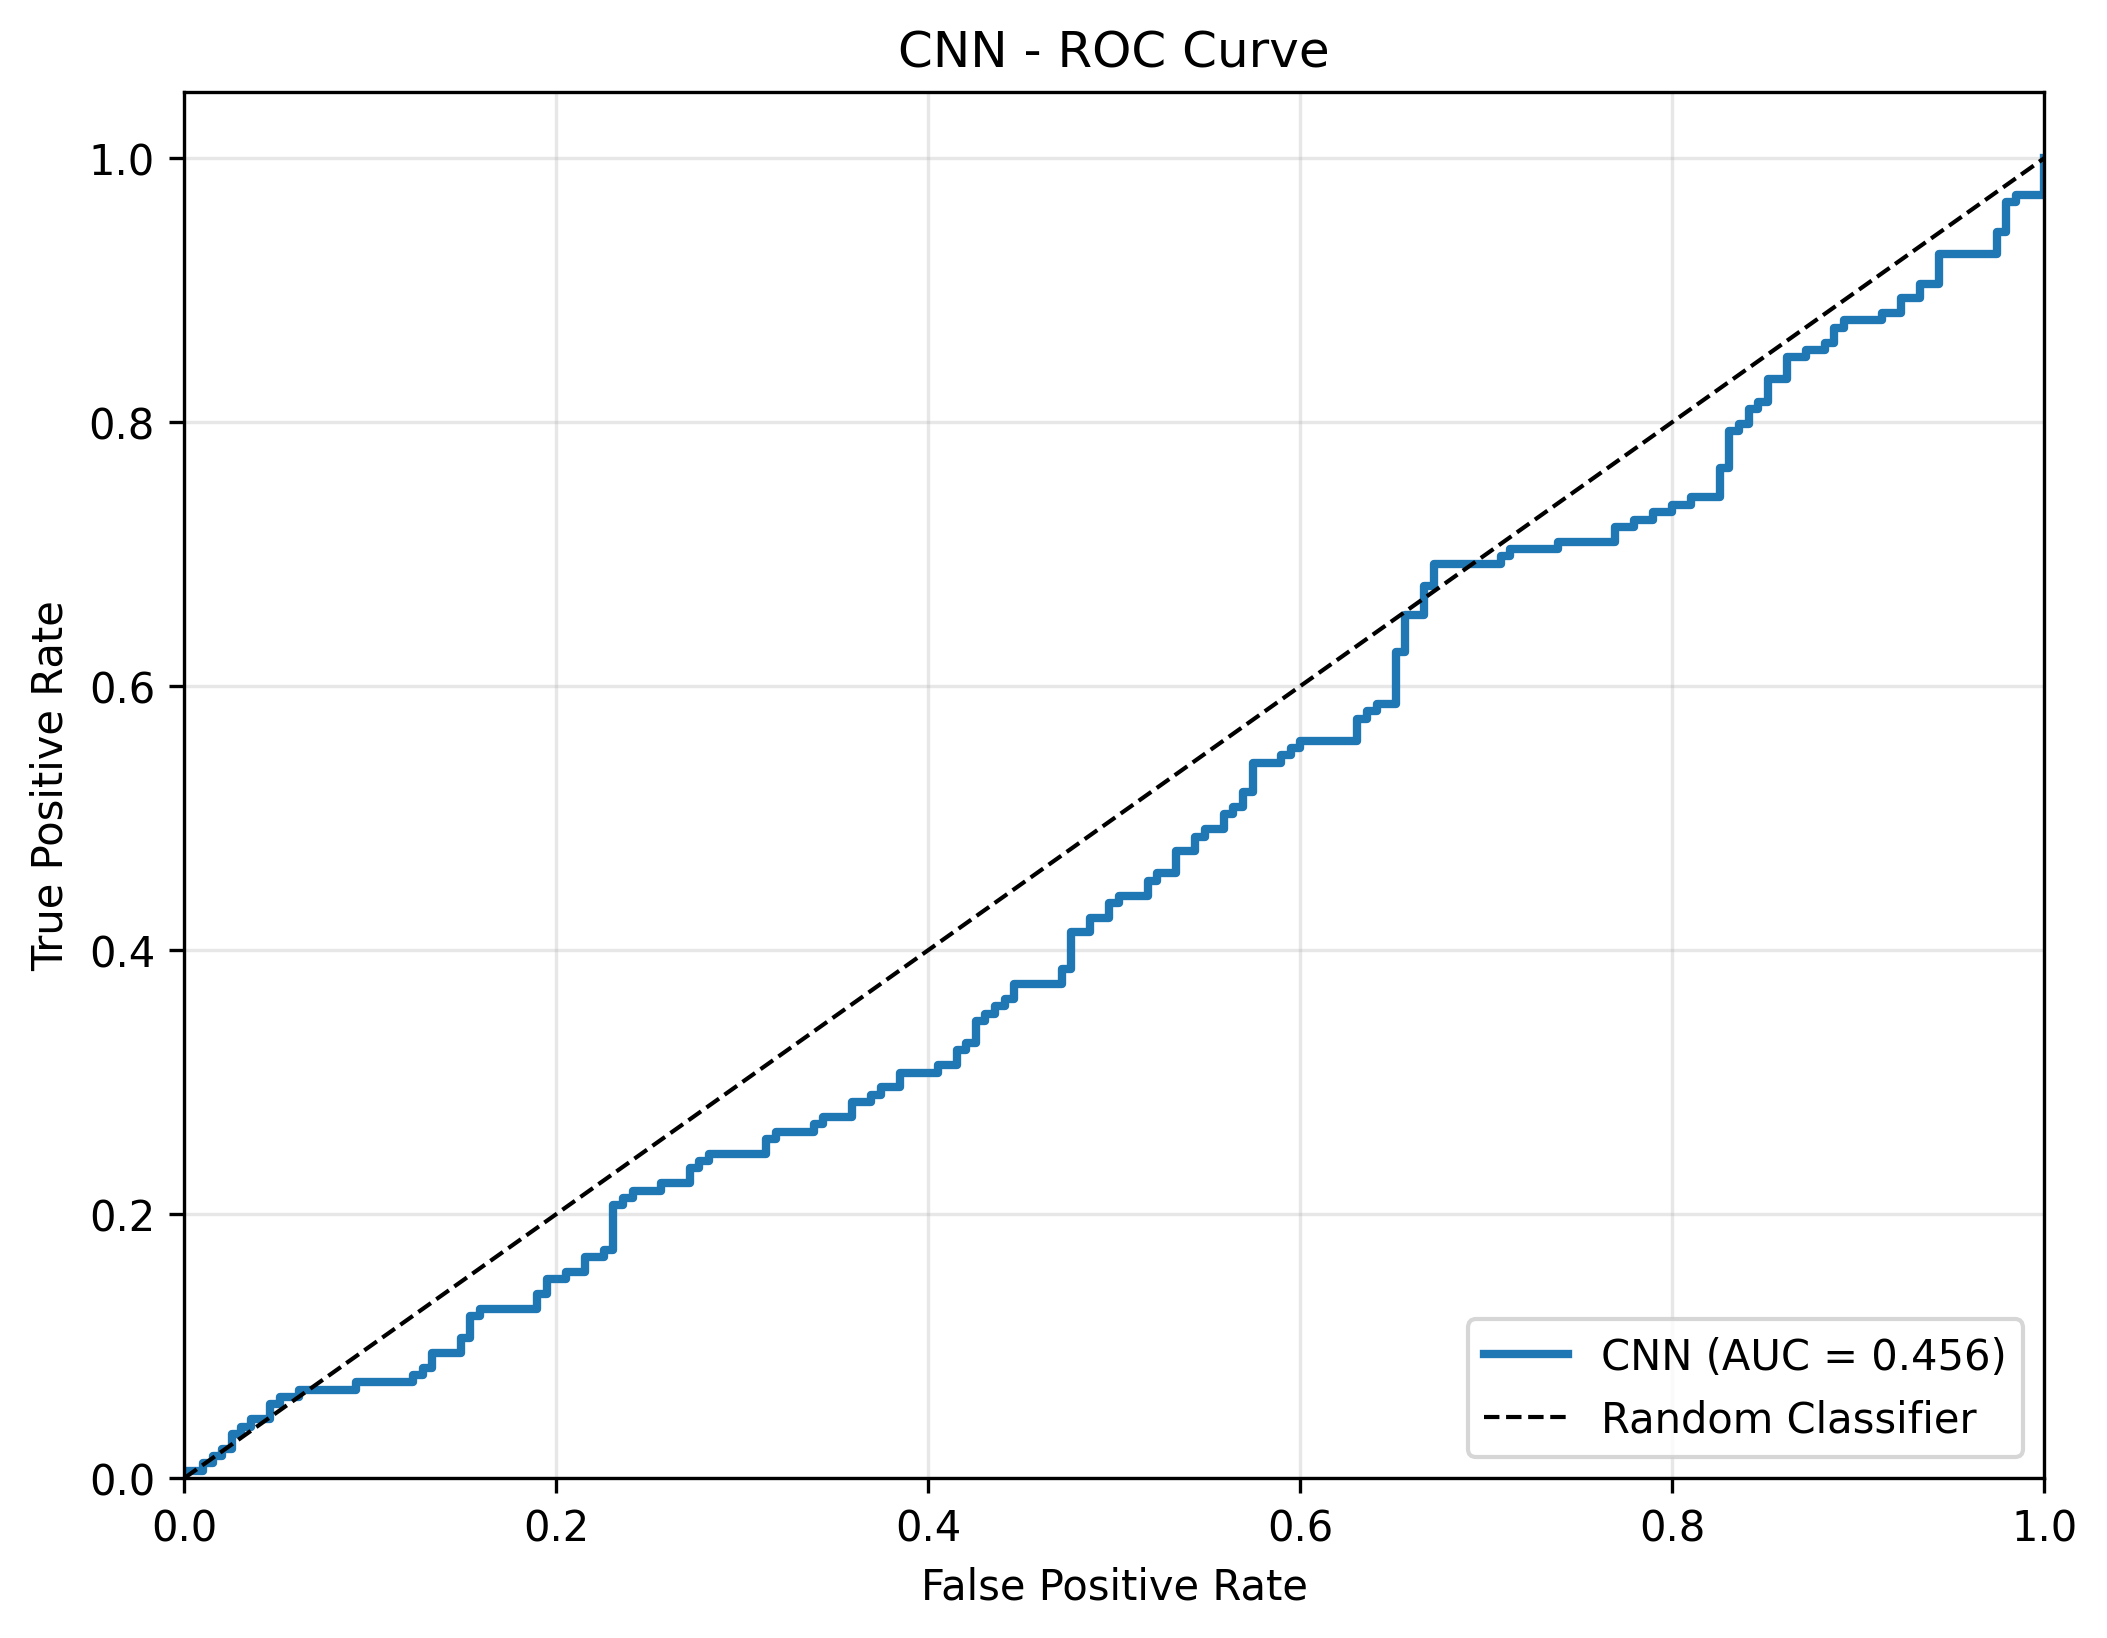 CNN - ROC Curve
True Positive Rate
1.0
0.8
0.6
0.4
0.2
0.0
0.0 0.2 0.4 0.6 0.8 1.0
False Positive Rate
CNN (AUC = 0.456)
Random Classifier